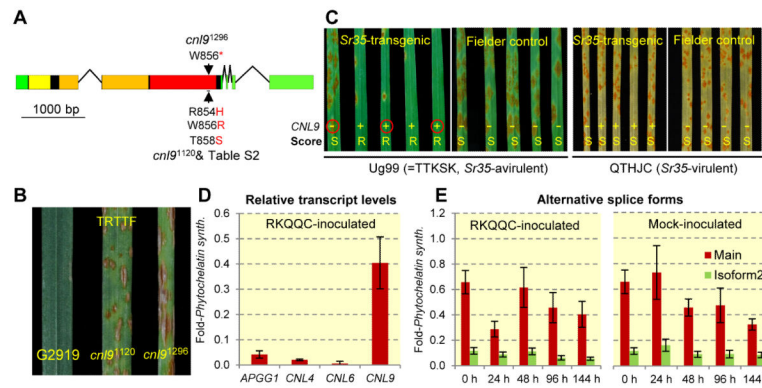 A
cnl9¹²⁹⁶
W856*
1000 bp
R854H
W856R
T858S
cnl9¹¹²⁰& Table S2
B
TRTTF
G2919 cnl9¹¹²⁰ cnl9¹²⁹⁶
C
Sr35-transgenic Fielder control Sr35-transgenic Fielder control
CNL9 - + + + + - - - - - + + + + + - - - - -
Score S R R R R S S S S S S S S S S S S S S S
Ug99 (=TTKSK, Sr35-avirulent) QTHJC (Sr35-virulent)
D Relative transcript levels
RKQQC-inoculated
Fold-Phytochelatin synth.
0.6
0.5
0.4
0.3
0.2
0.1
0.0
APGG1 CNL4 CNL6 CNL9
E Alternative splice forms
RKQQC-inoculated Mock-inoculated
Fold-Phytochelatin synth.
1.2
1.0
0.8
0.6
0.4
0.2
0.0
Main
Isoform2
0 h 24 h 48 h 96 h 144 h 0 h 24 h 48 h 96 h 144